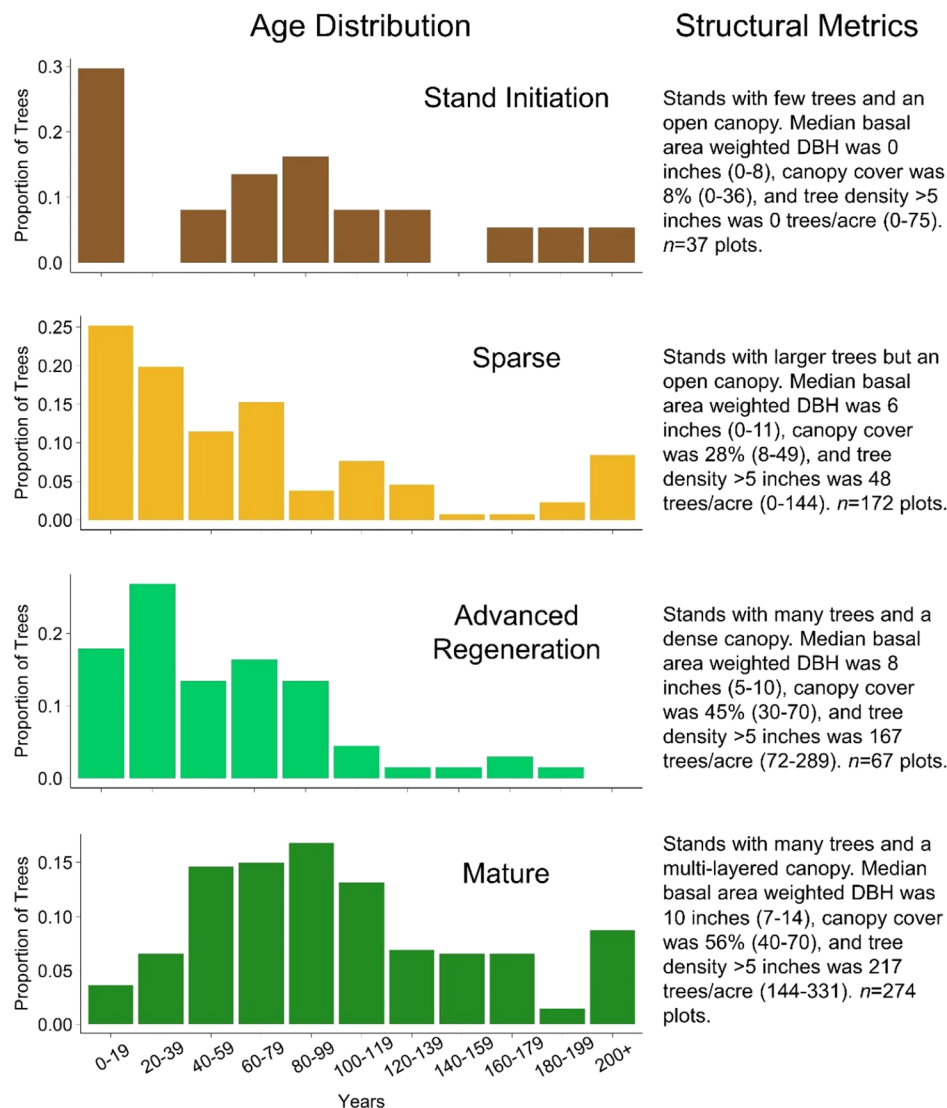 Age Distribution
Structural Metrics
Stand Initiation
Proportion of Trees
0.3
0.2
0.1
0.0
Stands with few trees and an
open canopy. Median basal
area weighted DBH was 0
inches (0-8), canopy cover was
8% (0-36), and tree density >5
inches was 0 trees/acre (0-75).
n=37 plots.
Sparse
Proportion of Trees
0.25
0.20
0.15
0.10
0.05
0.00
Stands with larger trees but an
open canopy. Median basal
area weighted DBH was 6
inches (0-11), canopy cover
was 28% (8-49), and tree
density >5 inches was 48
trees/acre (0-144). n=172 plots.
Advanced
Regeneration
Proportion of Trees
0.2
0.1
0.0
Stands with many trees and a
dense canopy. Median basal
area weighted DBH was 8
inches (5-10), canopy cover
was 45% (30-70), and tree
density >5 inches was 167
trees/acre (72-289). n=67 plots.
Mature
Proportion of Trees
0.15
0.10
0.05
0.00
Stands with many trees and a
multi-layered canopy. Median
basal area weighted DBH was
10 inches (7-14), canopy cover
was 56% (40-70), and tree
density >5 inches was 217
trees/acre (144-331). n=274
plots.
0-19
20-39
40-59
60-79
80-99
100-119
120-139
140-159
160-179
180-199
200+
Years